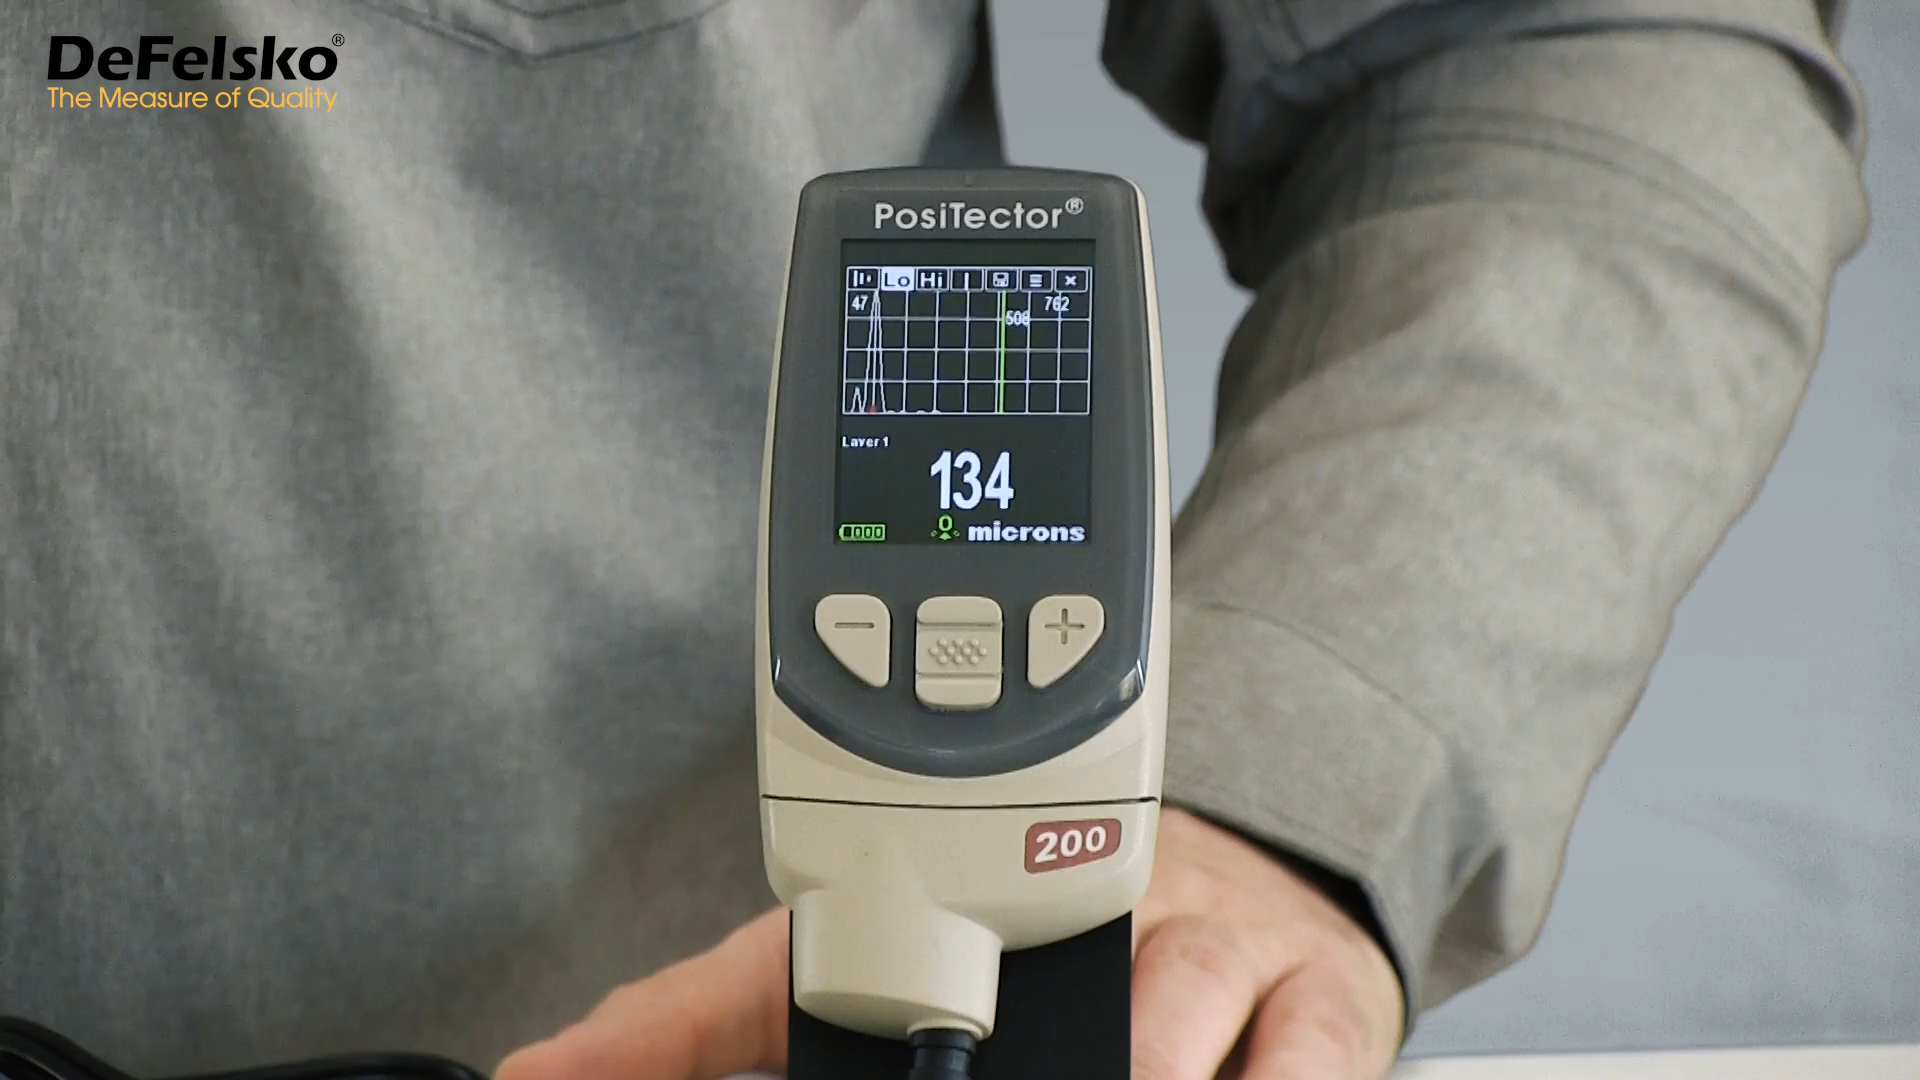 DeFelsko®
The Measure of Quality
PosiTector®
Lo Hi
47 508 762
Layer 1
134
0
microns
200